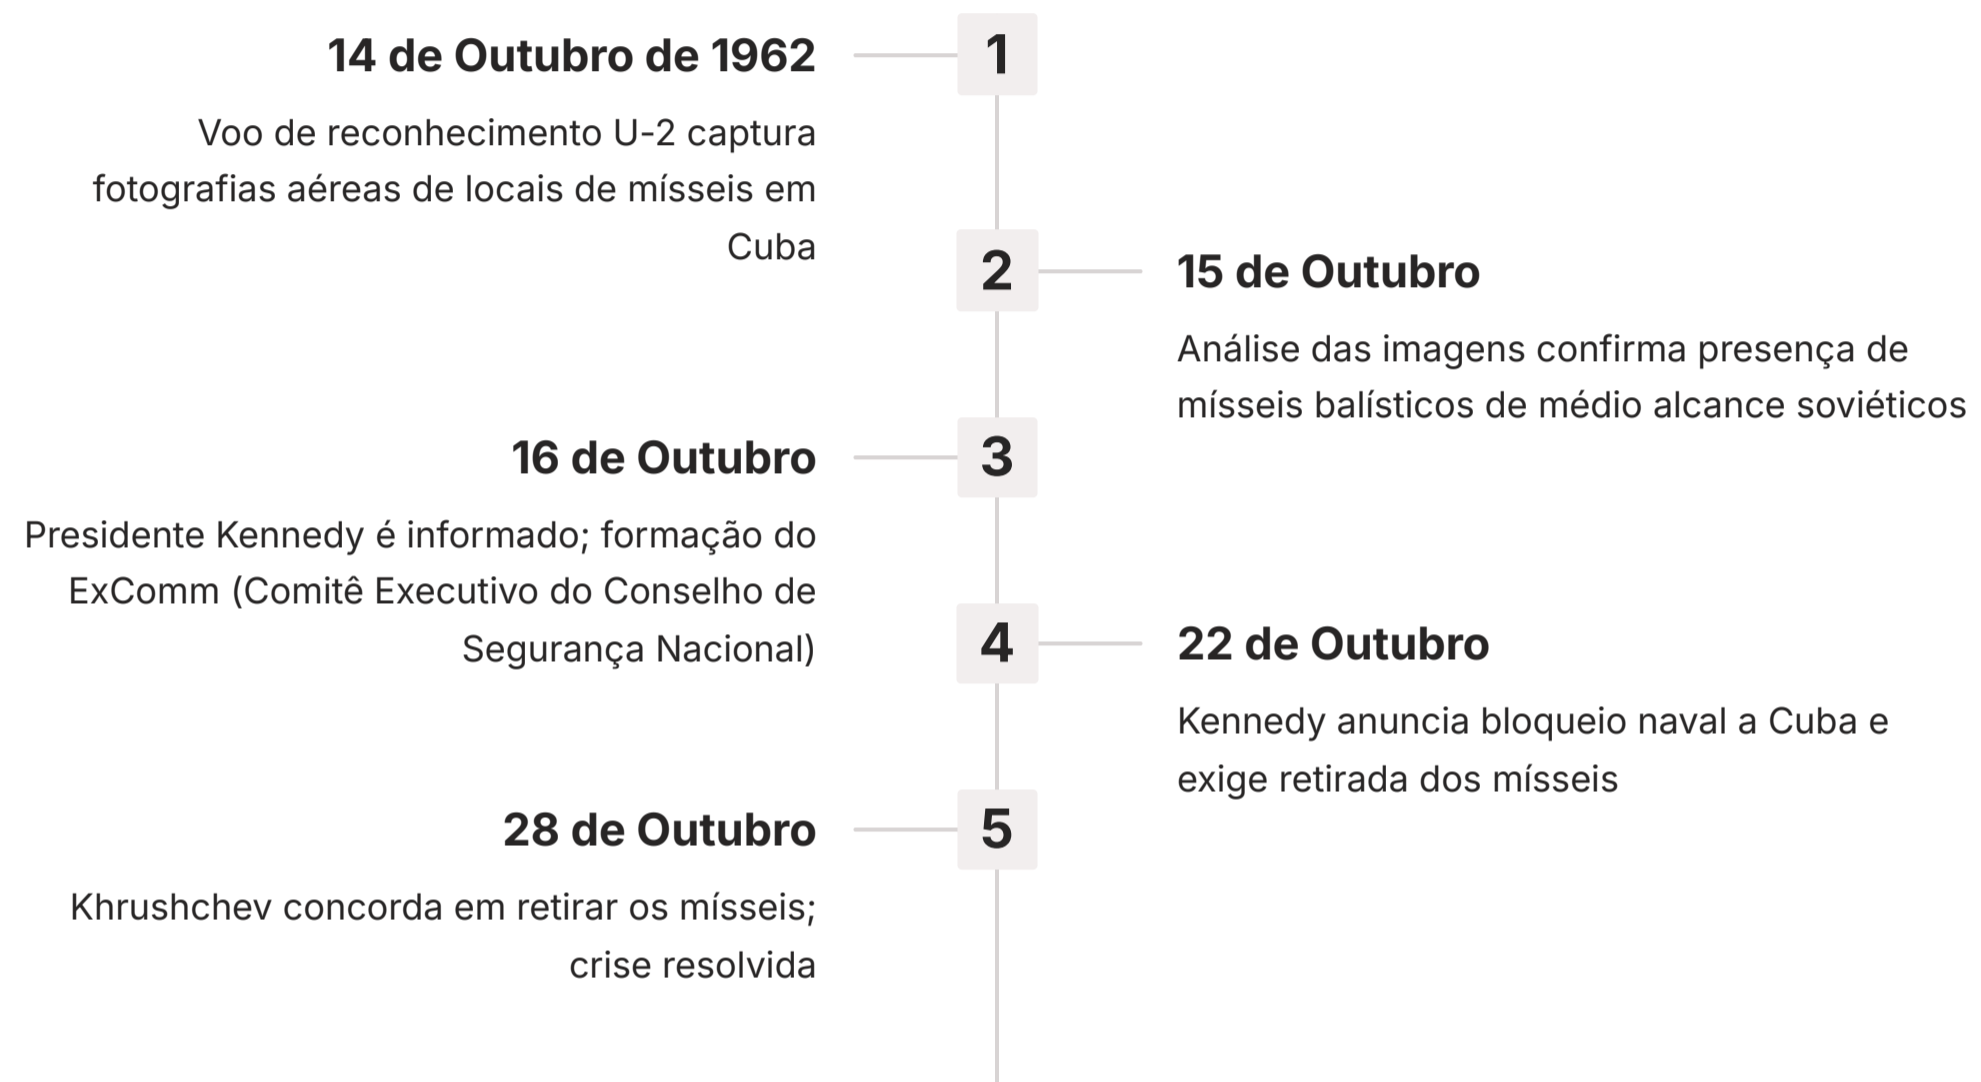 1
14 de Outubro de 1962
Voo de reconhecimento U-2 captura
fotografias aéreas de locais de mísseis em
Cuba
2
15 de Outubro
Análise das imagens confirma presença de
mísseis balísticos de médio alcance soviéticos
3
16 de Outubro
Presidente Kennedy é informado; formação do
ExComm (Comitê Executivo do Conselho de
Segurança Nacional)
4
22 de Outubro
Kennedy anuncia bloqueio naval a Cuba e
exige retirada dos mísseis
5
28 de Outubro
Khrushchev concorda em retirar os mísseis;
crise resolvida